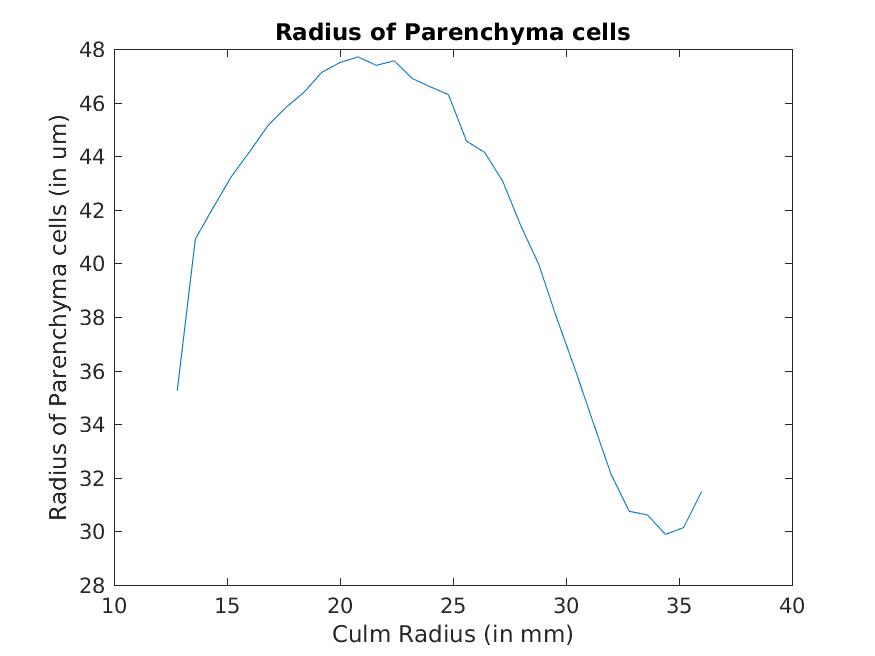 Radius of Parenchyma cells
48
46
44
42
40
38
36
34
32
30
28
Radius of Parenchyma cells (in um)
10 15 20 25 30 35 40
Culm Radius (in mm)